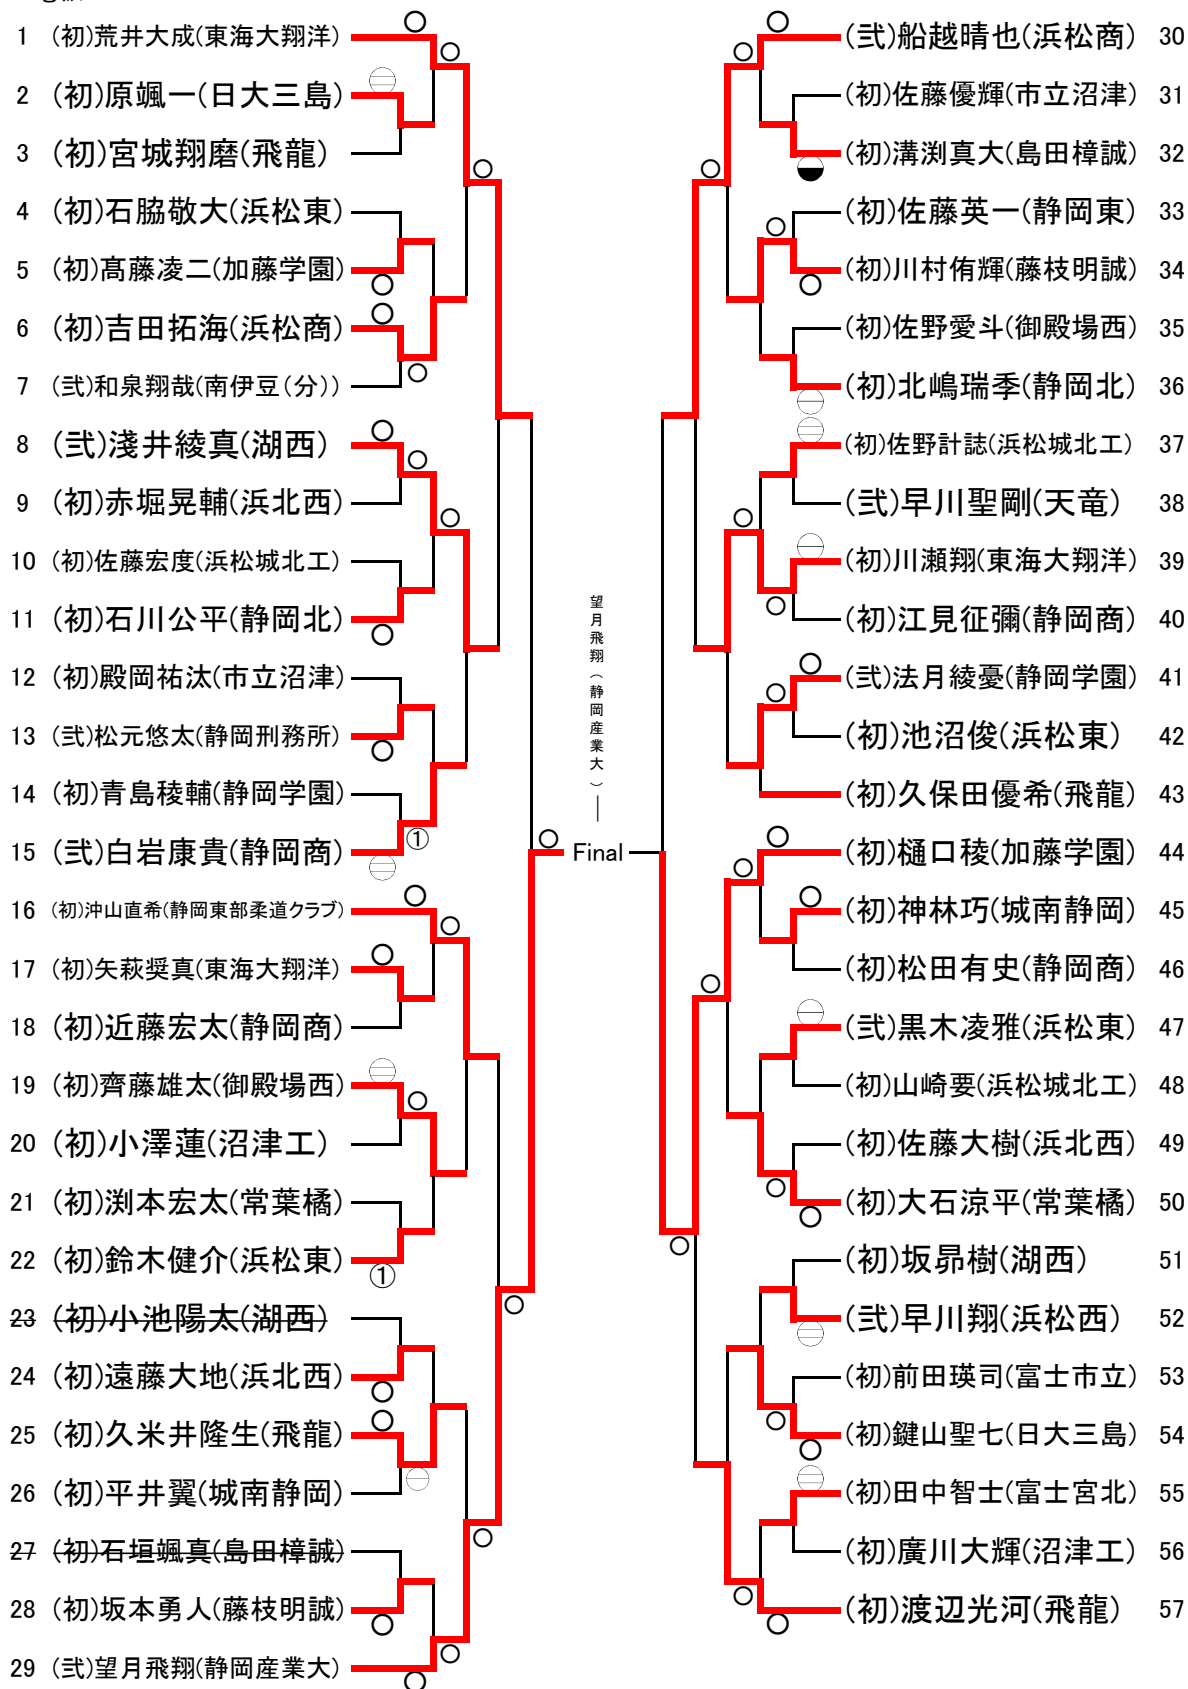 1 (初)荒井大成(東海大翔洋)
2 (初)原颯一(日大三島)
3 (初)宮城翔磨(飛龍)
4 (初)石脇敬大(浜松東)
5 (初)髙藤凌二(加藤学園)
6 (初)吉田拓海(浜松商)
7 (弐)和泉翔哉(南伊豆(分))
8 (弐)淺井綾真(湖西)
9 (初)赤堀晃輔(浜北西)
10 (初)佐藤宏度(浜松城北工)
11 (初)石川公平(静岡北)
12 (初)殿岡祐汰(市立沼津)
13 (弐)松元悠太(静岡刑務所)
14 (初)青島稜輔(静岡学園)
15 (弐)白岩康貴(静岡商)
①
16 (初)沖山直希(静岡東部柔道クラブ)
17 (初)矢萩奨真(東海大翔洋)
18 (初)近藤宏太(静岡商)
19 (初)齊藤雄太(御殿場西)
20 (初)小澤蓮(沼津工)
21 (初)渕本宏太(常葉橘)
22 (初)鈴木健介(浜松東)
①
23 (初)小池陽太(湖西)
24 (初)遠藤大地(浜北西)
25 (初)久米井隆生(飛龍)
26 (初)平井翼(城南静岡)
27 (初)石垣颯真(島田樟誠)
28 (初)坂本勇人(藤枝明誠)
29 (弐)望月飛翔(静岡産業大)
望月飛翔(静岡産業大)
Final
(弐)船越晴也(浜松商) 30
(初)佐藤優輝(市立沼津) 31
(初)溝渕真大(島田樟誠) 32
(初)佐藤英一(静岡東) 33
(初)川村侑輝(藤枝明誠) 34
(初)佐野愛斗(御殿場西) 35
(初)北嶋瑞季(静岡北) 36
(初)佐野計誌(浜松城北工) 37
(弐)早川聖剛(天竜) 38
(初)川瀬翔(東海大翔洋) 39
(初)江見征彌(静岡商) 40
(弐)法月綾憂(静岡学園) 41
(初)池沼俊(浜松東) 42
(初)久保田優希(飛龍) 43
(初)樋口稜(加藤学園) 44
(初)神林巧(城南静岡) 45
(初)松田有史(静岡商) 46
(弐)黒木凌雅(浜松東) 47
(初)山崎要(浜松城北工) 48
(初)佐藤大樹(浜北西) 49
(初)大石涼平(常葉橘) 50
(初)坂昴樹(湖西) 51
(弐)早川翔(浜松西) 52
(初)前田瑛司(富士市立) 53
(初)鍵山聖七(日大三島) 54
(初)田中智士(富士宮北) 55
(初)廣川大輝(沼津工) 56
(初)渡辺光河(飛龍) 57